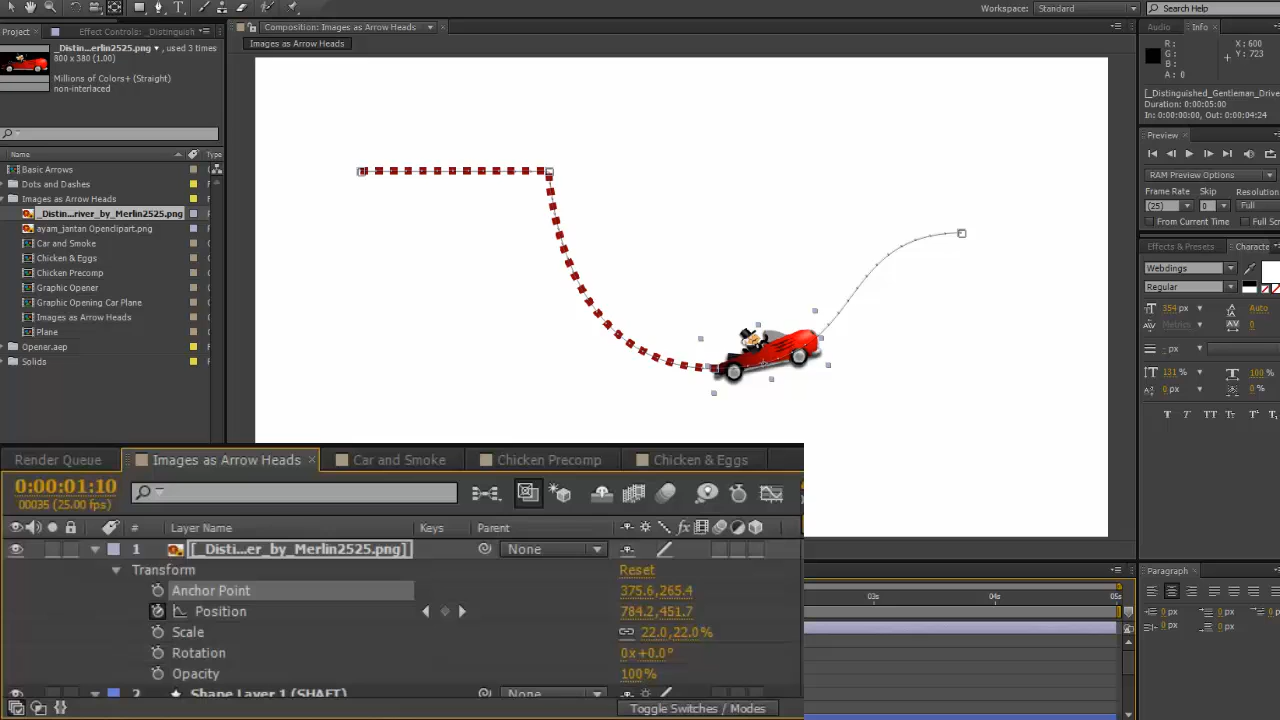 Workspace: Standard
Search Help
Project ×
Effect Controls: _Distinguish
Composition: Images as Arrow Heads
Audio
Info ×
_Distin...erlin2525.png ▾ , used 3 times
800 x 380 (1.00)
Images as Arrow Heads
R:
G:
B:
A: 0
X: 600
Y: 723
Millions of Colors+ (Straight)
non-interlaced
[_Distinguished_Gentleman_Drive
Duration: 0:00:05:00
In: 0:00:00:00, Out: 0:00:04:24
Preview ×
Name
Type
RAM Preview Options
Basic Arrows
Dots and Dashes
Images as Arrow Heads
_Distin...river_by_Merlin2525.png
ayam_jantan Openclipart.png
Car and Smoke
Chicken & Eggs
Chicken Precomp
Graphic Opener
Graphic Opening Car Plane
Images as Arrow Heads
Plane
Opener.aep
Solids
Frame Rate
Skip
Resolution
(25)
0
Full
From Current Time
Full Scr
Effects & Presets
Characte
Webdings
Regular
354 px
Auto
Metrics
0
- px
131 %
100 %
0 px
0 %
T T TT Tr T T
Render Queue
Images as Arrow Heads ×
Car and Smoke
Chicken Precomp
Chicken & Eggs
0:00:01:10
00035 (25.00 fps)
#
Layer Name
Keys
Parent
1
[_Disti...er_by_Merlin2525.png]
None
Transform
Reset
Anchor Point
375.6,265.4
Position
784.2,451.7
Scale
22.0,22.0%
Rotation
0x+0.0°
Opacity
100%
2
Shape Layer 1 (SHAFT)
None
Toggle Switches / Modes
03s
04s
05s
Paragraph ×
0 px
0 px
0 p
0 px
0 px